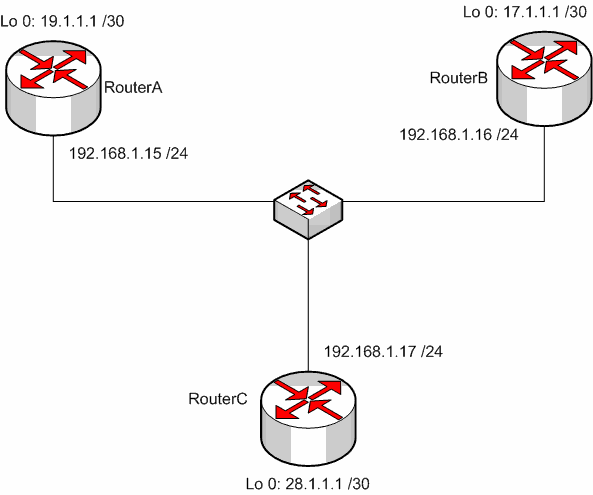 Lo 0: 19.1.1.1 /30
Lo 0: 17.1.1.1 /30
RouterA
RouterB
192.168.1.15 /24
192.168.1.16 /24
192.168.1.17 /24
RouterC
Lo 0: 28.1.1.1 /30